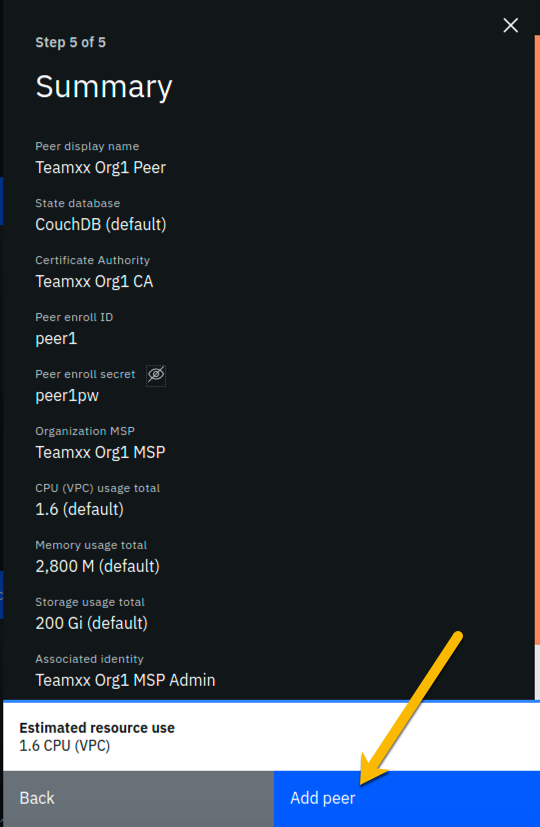 Step 5 of 5
Summary
Peer display name
Teamxx Org1 Peer
State database
CouchDB (default)
Certificate Authority
Teamxx Org1 CA
Peer enroll ID
peer1
Peer enroll secret
peer1pw
Organization MSP
Teamxx Org1 MSP
CPU (VPC) usage total
1.6 (default)
Memory usage total
2,800 M (default)
Storage usage total
200 Gi (default)
Associated identity
Teamxx Org1 MSP Admin
Estimated resource use
1.6 CPU (VPC)
Back
Add peer